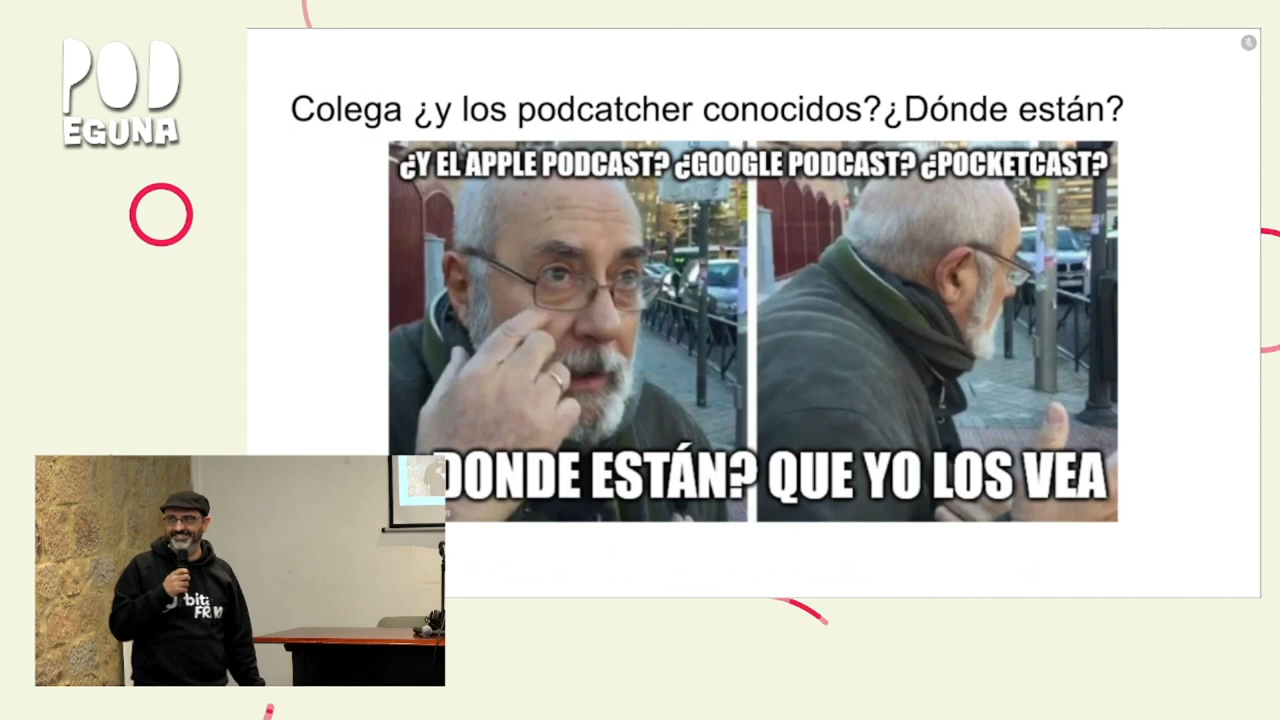 POD
EGUNA
Colega ¿y los podcatcher conocidos?¿Dónde están?
¿Y EL APPLE PODCAST? ¿GOOGLE PODCAST? ¿POCKETCAST?
DONDE ESTÁN? QUE YO LOS VEA